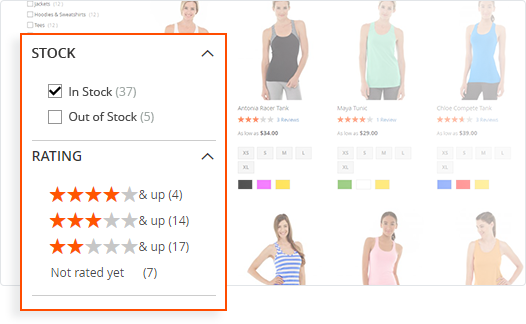 Jackets (12)
Hoodies & Sweatshirts (12)
Tees (12)
STOCK
In Stock (37)
Out of Stock (5)
RATING
& up (4)
& up (14)
& up (17)
Not rated yet (7)
Antonia Racer Tank
3 Reviews
As low as $34.00
XS S M L
XL
Maya Tunic
1 Review
As low as $29.00
XS S M L
XL
Chloe Compete Tank
3 Reviews
As low as $39.00
XS S M L
XL